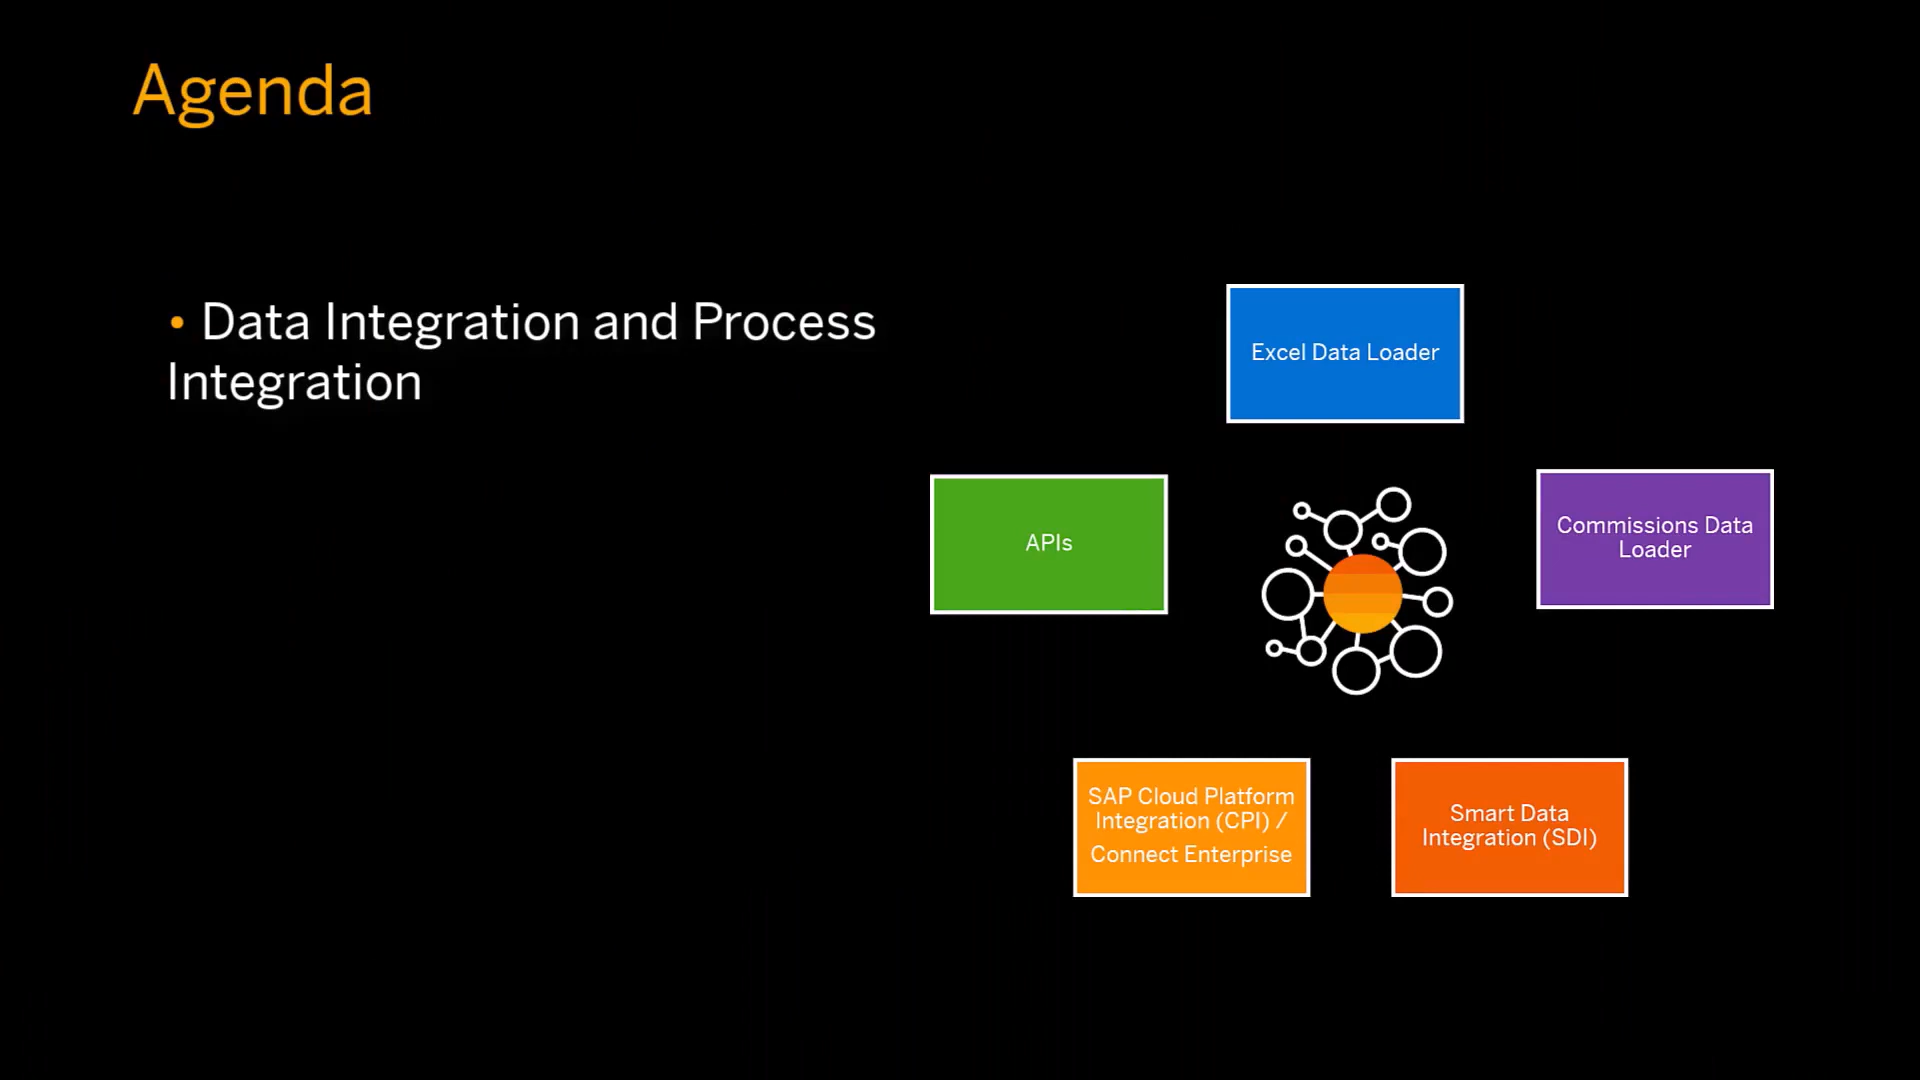 Agenda
• Data Integration and Process
Integration
Excel Data Loader
APIs
Commissions Data
Loader
SAP Cloud Platform
Integration (CPI) /
Connect Enterprise
Smart Data
Integration (SDI)